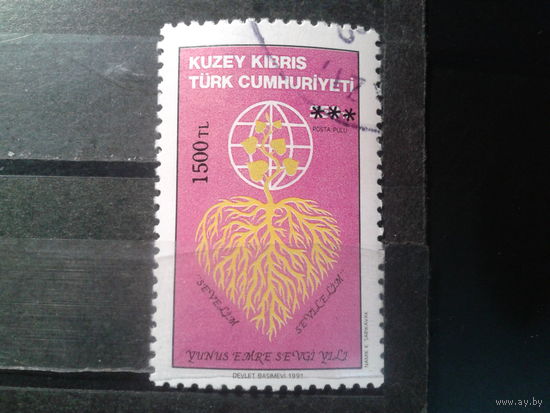 KUZEY KIBRIS
TÜRK CUMHURİYETİ
***
POSTA PULU
1500 TL
"SEVELİM
SEVİLELİM"
YUNUS EMRE SEVGİ YILI
DEVLET BASIMEVİ 1991
www.ay.by